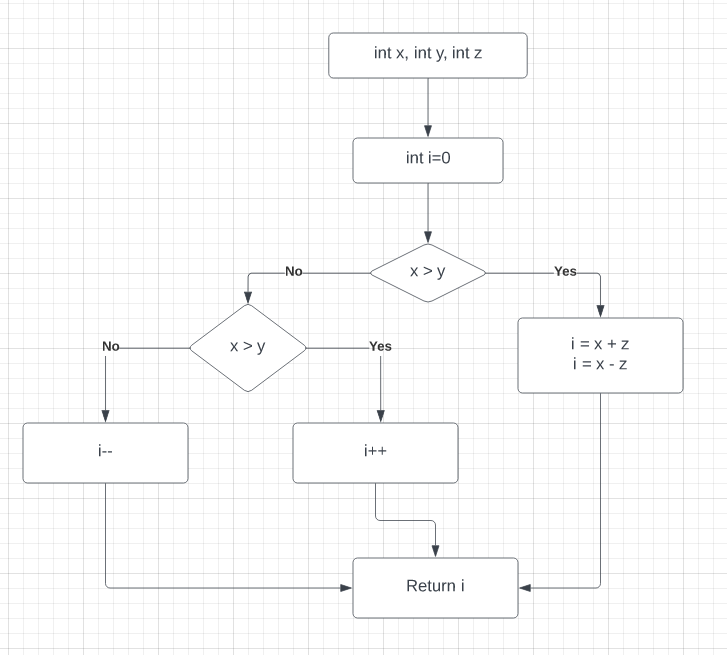 int x, int y, int z
int i=0
x > y
No
Yes
x > y
No
Yes
i = x + z
i = x - z
i--
i++
Return i